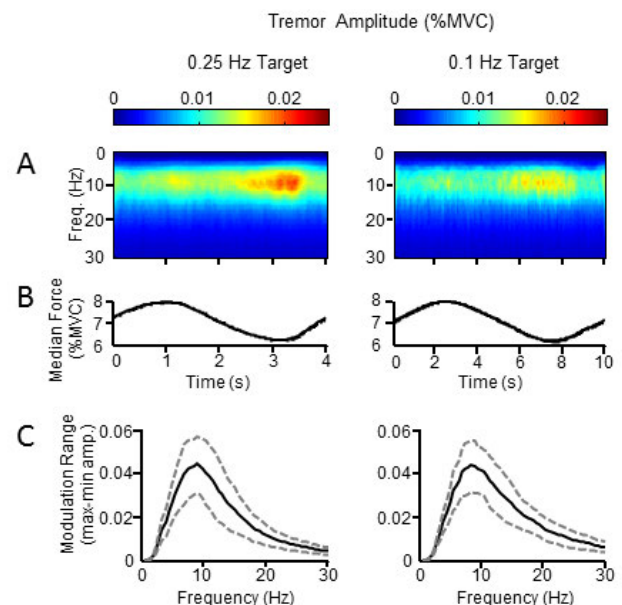 Tremor Amplitude (%MVC)
0.25 Hz Target 0.1 Hz Target
0 0.01 0.02 0 0.01 0.02
A
Freq. (Hz)
0 0
10 10
20 20
30 30
B
Median Force
(%MVC)
8 8
7 7
6 6
0 1 2 3 4 0 2 4 6 8 10
Time (s) Time (s)
C
Modulation Range
(max-min amp.)
0.06 0.06
0.04 0.04
0.02 0.02
0 0
0 10 20 30 0 10 20 30
Frequency (Hz) Frequency (Hz)